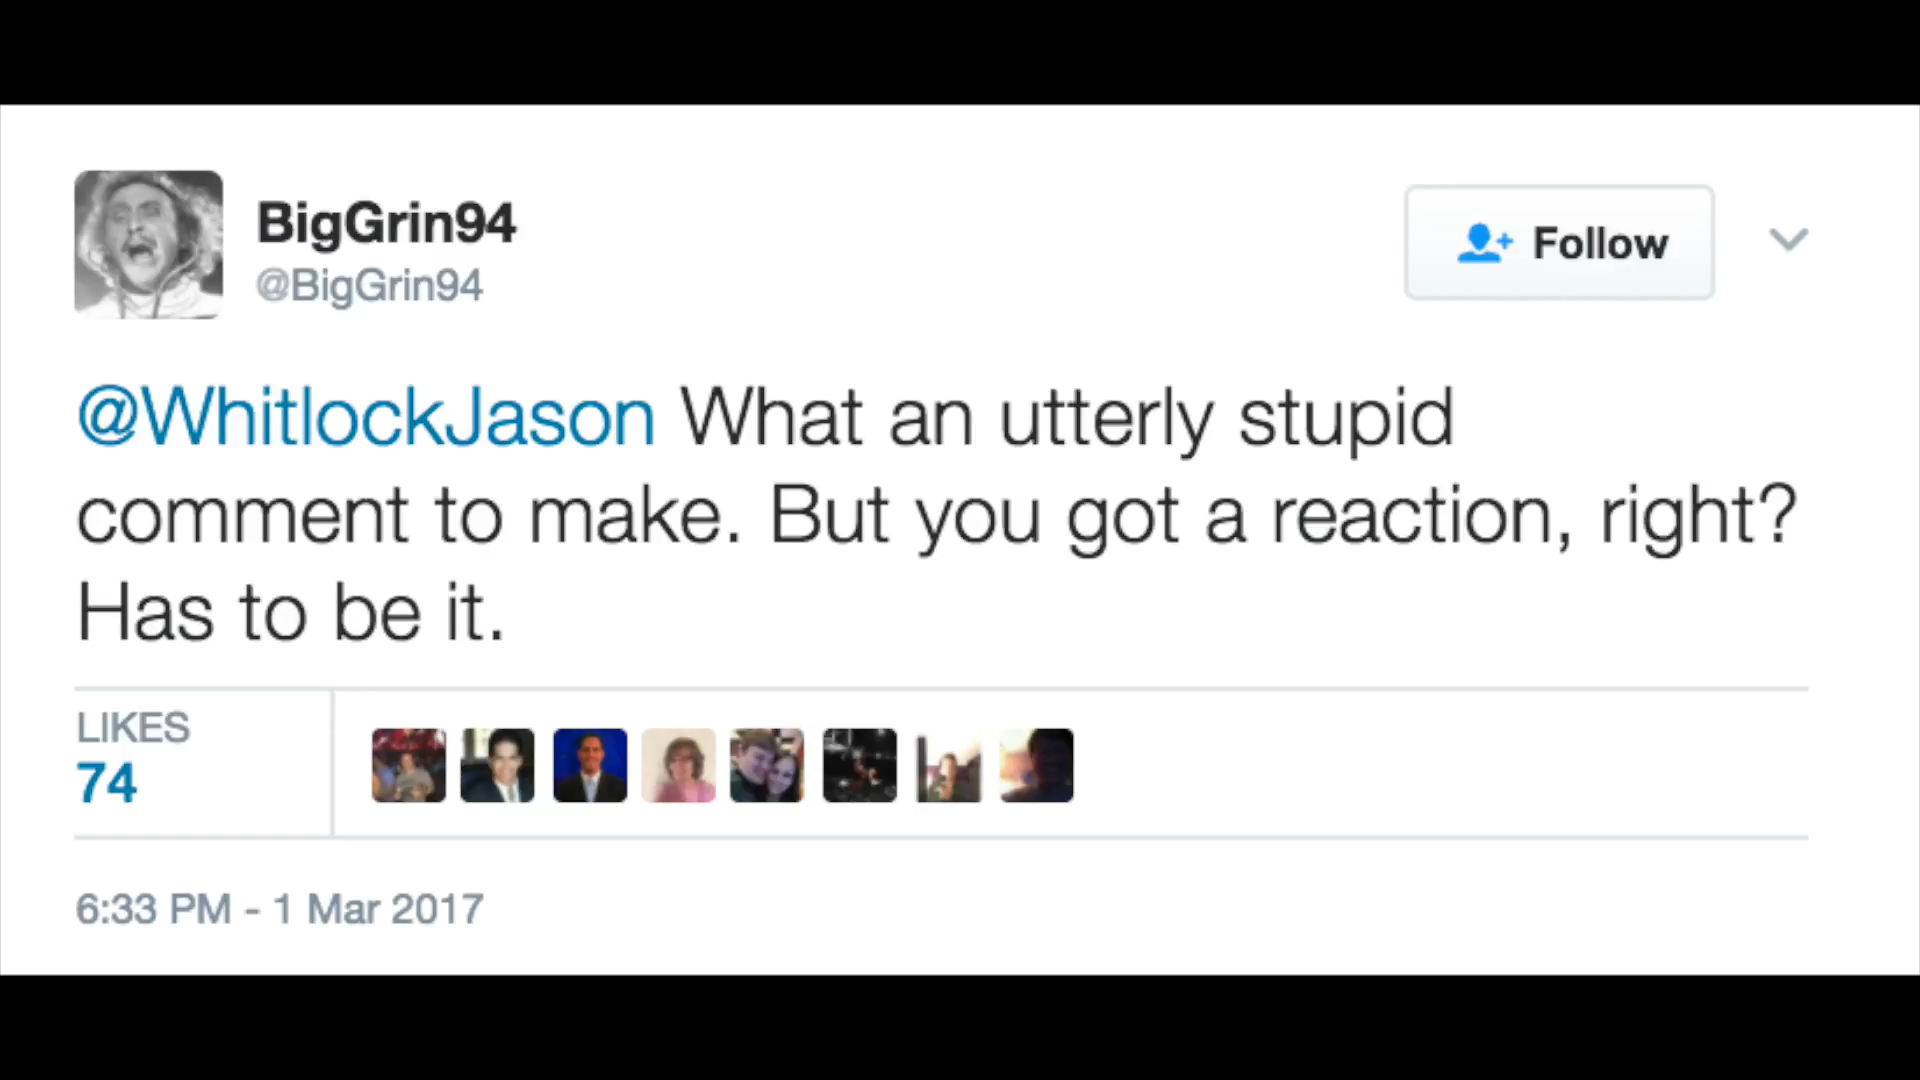 BigGrin94
@BigGrin94
Follow
@WhitlockJason What an utterly stupid
comment to make. But you got a reaction, right?
Has to be it.
LIKES
74
6:33 PM - 1 Mar 2017